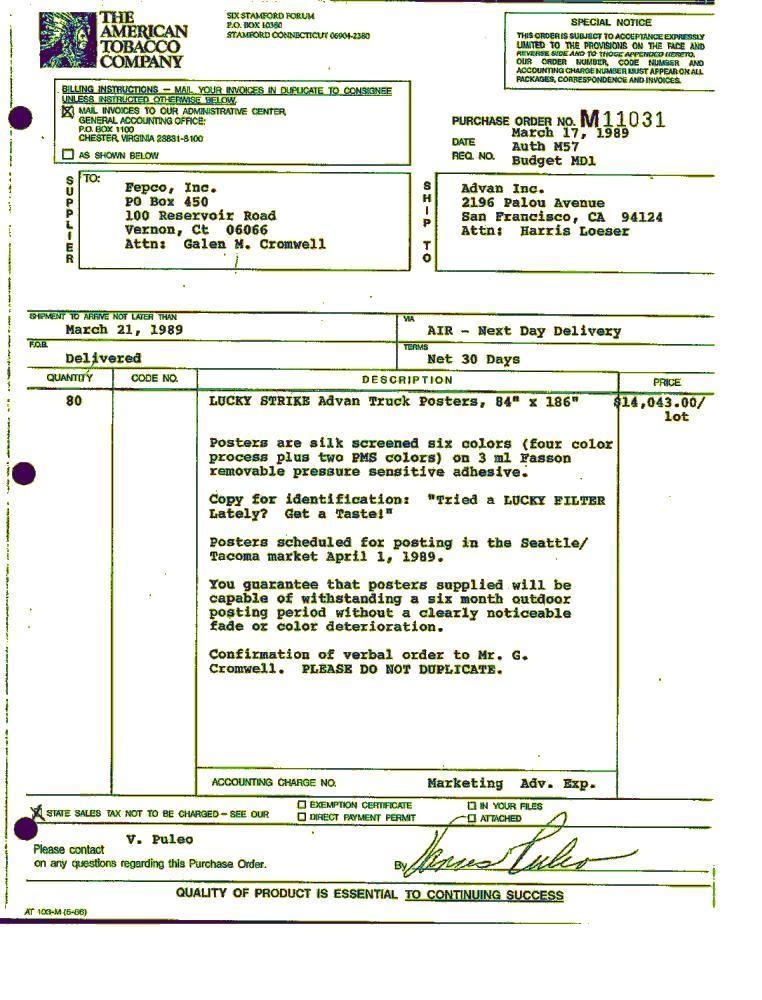 THE
AMERICAN
TOBACCO
COMPANY
SIX STAMFORD FORUM
P.O. BOX 10380
STAMFORD CONNECTICUT 06904-2380
SPECIAL NOTICE
THIS ORDER IS SUBJECT TO ACCEPTANCE EXPRESSLY
LIMITED TO THE PROVISIONS ON THE FACE AND
REVERSE SIDE AND TO THOSE APPENDED HERETO.
OUR ORDER NUMBER, CODE NUMBER AND
ACCOUNTING CHARGE NUMBER MUST APPEAR ON ALL
PACKAGES, CORRESPONDENCE AND INVOICES.
BILLING INSTRUCTIONS — MAIL YOUR INVOICES IN DUPLICATE TO CONSIGNEE
UNLESS INSTRUCTED OTHERWISE BELOW.
MAIL INVOICES TO OUR ADMINISTRATIVE CENTER,
GENERAL ACCOUNTING OFFICE:
P.O. BOX 1100
CHESTER, VIRGINIA 23831-8100
AS SHOWN BELOW
PURCHASE ORDER NO. M11031
DATE March 17, 1989
Auth M57
REQ. NO. Budget MD1
SUPPLIER
TO:
Fepco, Inc.
PO Box 450
100 Reservoir Road
Vernon, Ct 06066
Attn: Galen M. Cromwell
SHIP TO
Advan Inc.
2196 Palou Avenue
San Francisco, CA 94124
Attn: Harris Loeser
SHIPMENT TO ARRIVE NOT LATER THAN
March 21, 1989
VIA
AIR - Next Day Delivery
F.O.B.
Delivered
TERMS
Net 30 Days
QUANTITY CODE NO. DESCRIPTION PRICE
80 LUCKY STRIKE Advan Truck Posters, 84" x 186" $14,043.00/
lot
Posters are silk screened six colors (four color
process plus two PMS colors) on 3 ml Fasson
removable pressure sensitive adhesive.
Copy for identification: "Tried a LUCKY FILTER
Lately? Get a Taste!"
Posters scheduled for posting in the Seattle/
Tacoma market April 1, 1989.
You guarantee that posters supplied will be
capable of withstanding a six month outdoor
posting period without a clearly noticeable
fade or color deterioration.
Confirmation of verbal order to Mr. G.
Cromwell. PLEASE DO NOT DUPLICATE.
ACCOUNTING CHARGE NO. Marketing Adv. Exp.
STATE SALES TAX NOT TO BE CHARGED — SEE OUR
EXEMPTION CERTIFICATE
DIRECT PAYMENT PERMIT
IN YOUR FILES
ATTACHED
V. Puleo
Please contact
on any questions regarding this Purchase Order.
By
QUALITY OF PRODUCT IS ESSENTIAL TO CONTINUING SUCCESS
AT 103-M (5-86)